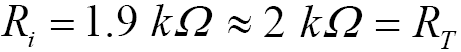 R_i = 1.9 kΩ ≈ 2 kΩ = R_T